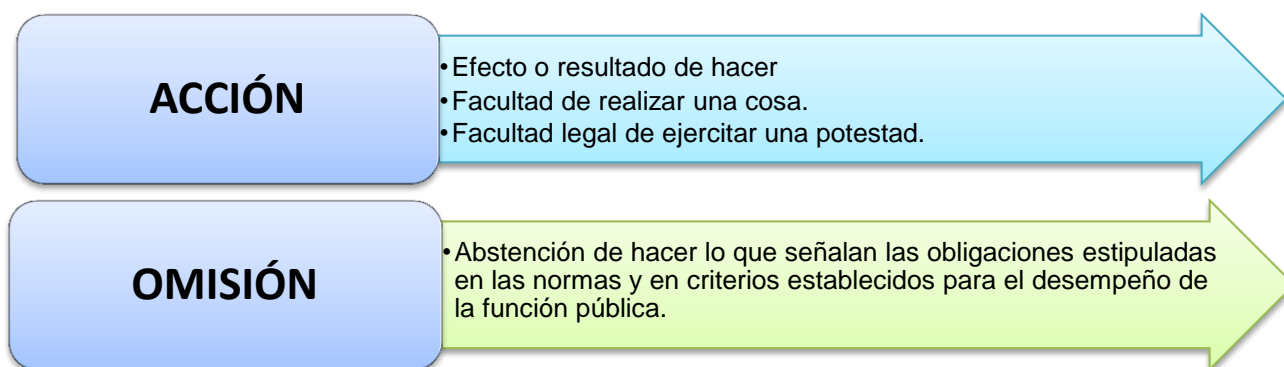 ACCIÓN
•Efecto o resultado de hacer
•Facultad de realizar una cosa.
•Facultad legal de ejercitar una potestad.
OMISIÓN
•Abstención de hacer lo que señalan las obligaciones estipuladas
en las normas y en criterios establecidos para el desempeño de
la función pública.